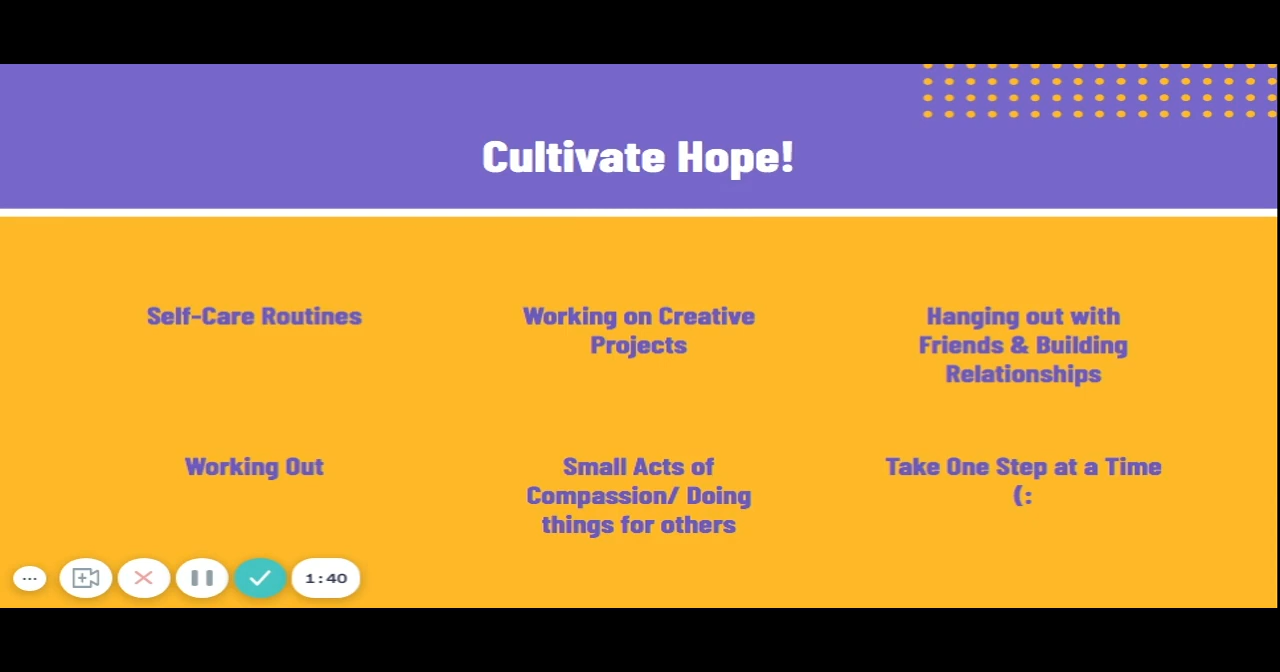 Cultivate Hope!
Self-Care Routines
Working on Creative
Projects
Hanging out with
Friends & Building
Relationships
Working Out
Small Acts of
Compassion/ Doing
things for others
Take One Step at a Time
(:
1:40